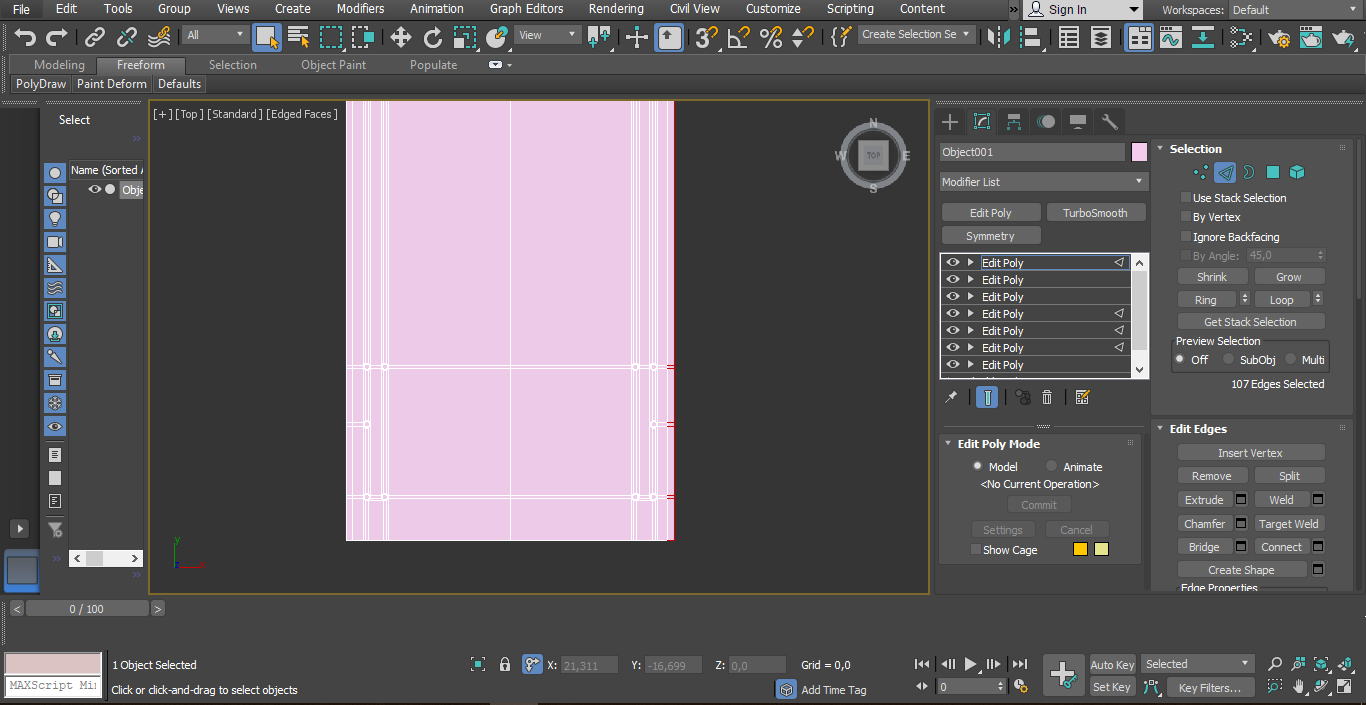 File Edit Tools Group Views Create Modifiers Animation Graph Editors Rendering Civil View Customize Scripting Content » Sign In Workspaces: Default
All View 3 Create Selection Se
Modeling Freeform Selection Object Paint Populate
PolyDraw Paint Deform Defaults
Select
»
Name (Sorted A
Obje
[+] [Top] [Standard] [Edged Faces]
N
W TOP E
S
y
x
Object001
Modifier List
Edit Poly TurboSmooth
Symmetry
Edit Poly
Edit Poly
Edit Poly
Edit Poly
Edit Poly
Edit Poly
Edit Poly
Edit Poly Mode
Model Animate
<No Current Operation>
Commit
Settings Cancel
Show Cage
Selection
Use Stack Selection
By Vertex
Ignore Backfacing
By Angle: 45,0
Shrink Grow
Ring Loop
Get Stack Selection
Preview Selection
Off SubObj Multi
107 Edges Selected
Edit Edges
Insert Vertex
Remove Split
Extrude Weld
Chamfer Target Weld
Bridge Connect
Create Shape
Edge Properties
»
»
< >
< 0 / 100 >
1 Object Selected X: 21,311 Y: -16,699 Z: 0,0 Grid = 0,0
MAXScript Mi
Click or click-and-drag to select objects Add Time Tag
0
Auto Key Selected
Set Key Key Filters...